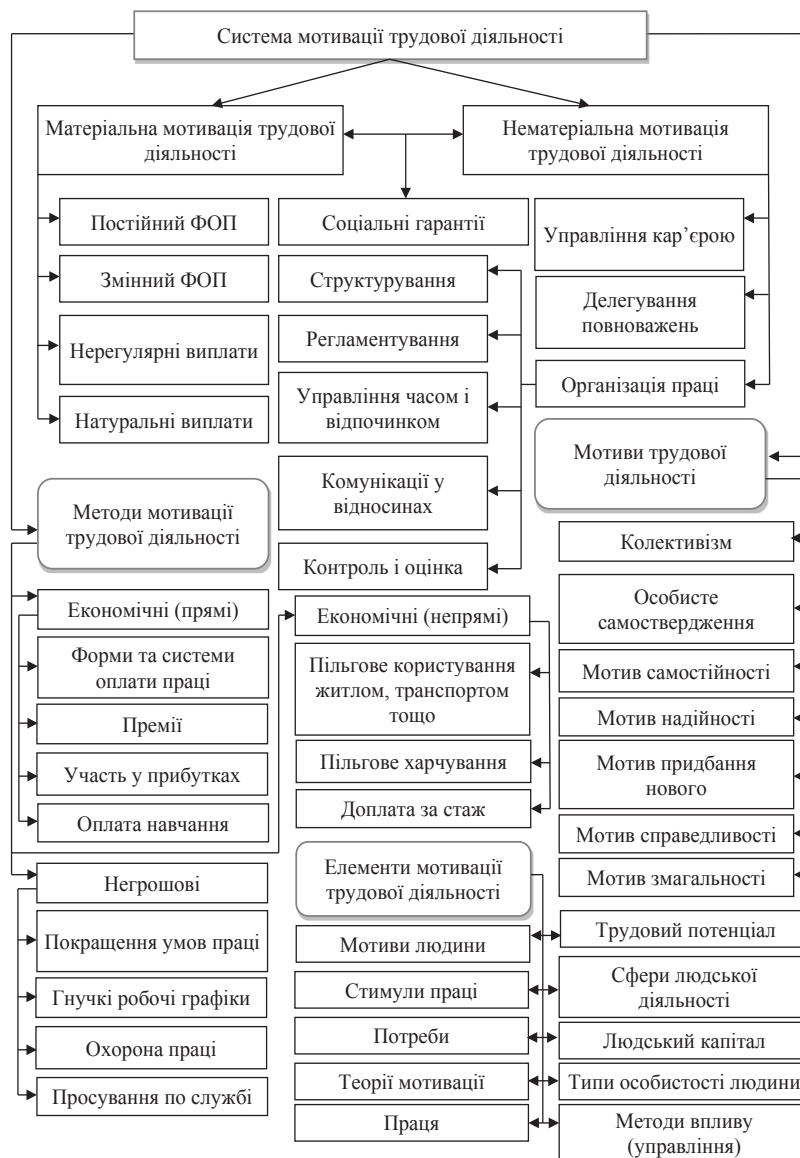 Система мотивації трудової діяльності
Матеріальна мотивація трудової
діяльності
Нематеріальна мотивація
трудової діяльності
Постійний ФОП
Змінний ФОП
Нерегулярні виплати
Натуральні виплати
Соціальні гарантії
Структурування
Регламентування
Управління часом і
відпочинком
Комунікації у
відносинах
Контроль і оцінка
Управління кар’єрою
Делегування
повноважень
Організація праці
Мотиви трудової
діяльності
Методи мотивації
трудової діяльності
Економічні (прямі)
Форми та системи
оплати праці
Премії
Участь у прибутках
Оплата навчання
Негрошові
Покращення умов праці
Гнучкі робочі графіки
Охорона праці
Просування по службі
Економічні (непрямі)
Пільгове користування
житлом, транспортом
тощо
Пільгове харчування
Доплата за стаж
Елементи мотивації
трудової діяльності
Мотиви людини
Стимули праці
Потреби
Теорії мотивації
Праця
Колективізм
Особисте
самоствердження
Мотив самостійності
Мотив надійності
Мотив придбання
нового
Мотив справедливості
Мотив змагальності
Трудовий потенціал
Сфери людської
діяльності
Людський капітал
Типи особистості людини
Методи впливу
(управління)